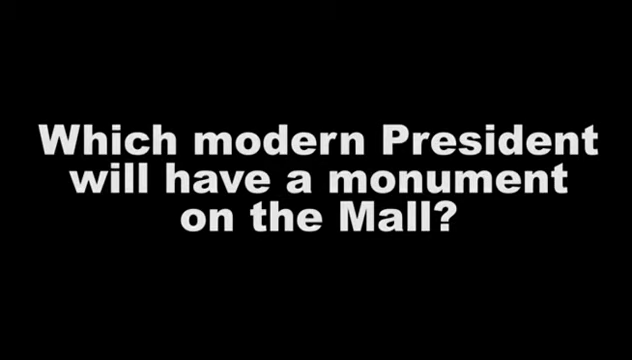 Which modern President
will have a monument
on the Mall?